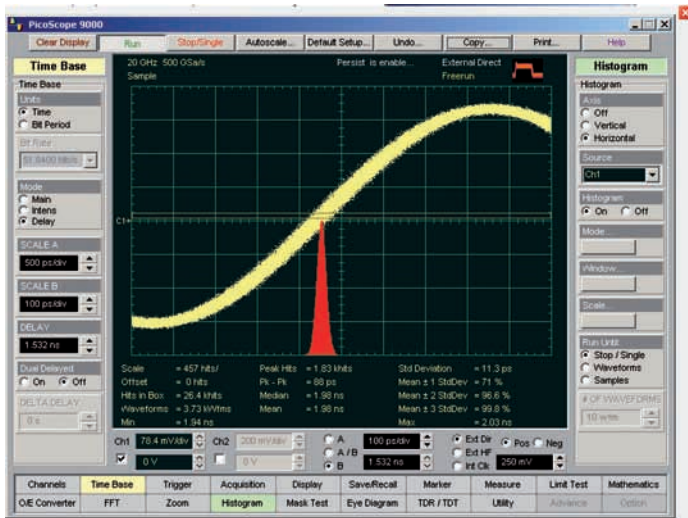 PicoScope 9000
Clear Display Run Stop/Single Autoscale... Default Setup... Undo... Copy... Print... Help
Time Base
Time Base
Units
Time
Bit Period
Bit Rate
Mode
Main
Intens
Delay
SCALE A
500 ps/div
SCALE B
100 ps/div
DELAY
1.532 ns
Dual Delayed
On Off
DELTA DELAY
0 s
20 GHz 500 GSa/s Persist is enable... External Direct
Sample Freerun
C1
Scale = 457 hits/ Peak Hits = 1.83 khits Std Deviation = 11.3 ps
Offset = 0 hits Pk - Pk = 88 ps Mean ± 1 StdDev = 71 %
Hits in Box = 26.4 khits Median = 1.98 ns Mean ± 2 StdDev = 96.6 %
Waveforms = 3.73 kWfms Mean = 1.98 ns Mean ± 3 StdDev = 99.8 %
Min = 1.94 ns Max = 2.03 ns
Histogram
Histogram
Axis
Off
Vertical
Horizontal
Source
Ch1
Histogram
On Off
Mode...
Window...
Scale...
Run Until
Stop / Single
Waveforms
Samples
# OF WAVEFORMS
10 wfms
Ch1 78.4 mV/div Ch2 200 mV/div A 100 ps/div Ext Dir Pos Neg
0 V 0 V A / B Ext HF
B 1.532 ns Int Clk 250 mV
Channels Time Base Trigger Acquisition Display Save/Recall Marker Measure Limit Test Mathematics
O/E Converter FFT Zoom Histogram Mask Test Eye Diagram TDR / TDT Utility Advance Option